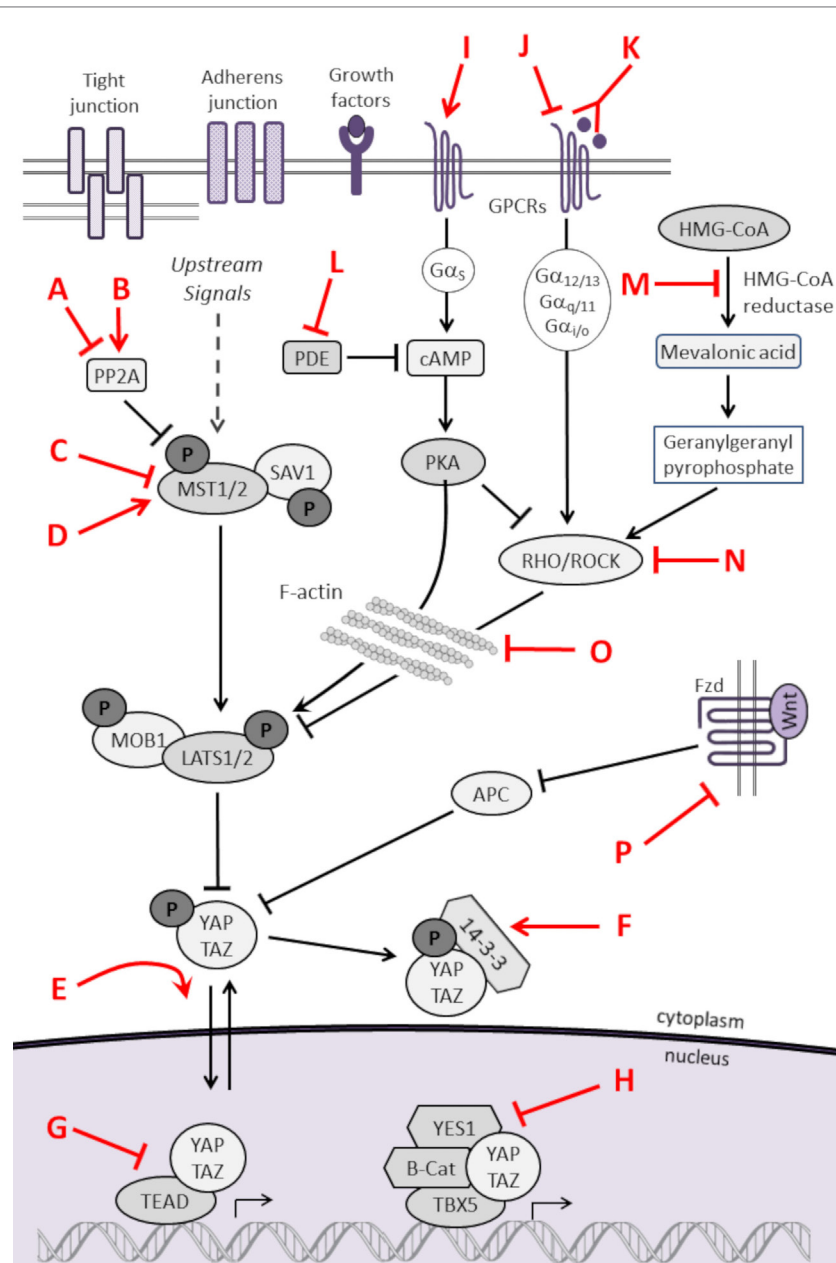 I
J
K
Tight
junction
Adherens
junction
Growth
factors
GPCRs
HMG-CoA
Upstream
Signals
L
GαS
Gα12/13
Gαq/11
Gαi/o
M
HMG-CoA
reductase
A
B
PP2A
PDE
cAMP
Mevalonic acid
C
P
SAV1
MST1/2
P
D
PKA
Geranylgeranyl
pyrophosphate
RHO/ROCK
N
F-actin
O
P
MOB1
P
LATS1/2
Fzd
Wnt
APC
P
P
YAP
TAZ
P
14-3-3
YAP
TAZ
F
E
cytoplasm
nucleus
G
YAP
TAZ
TEAD
H
YES1
B-Cat
YAP
TAZ
TBX5